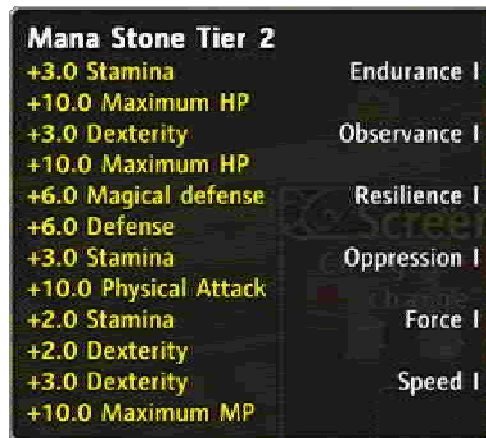 Mana Stone Tier 2
+3.0 Stamina Endurance I
+10.0 Maximum HP
+3.0 Dexterity Observance I
+10.0 Maximum HP
+6.0 Magical defense Resilience I
+6.0 Defense
+3.0 Stamina Oppression I
+10.0 Physical Attack
+2.0 Stamina Force I
+2.0 Dexterity
+3.0 Dexterity Speed I
+10.0 Maximum MP